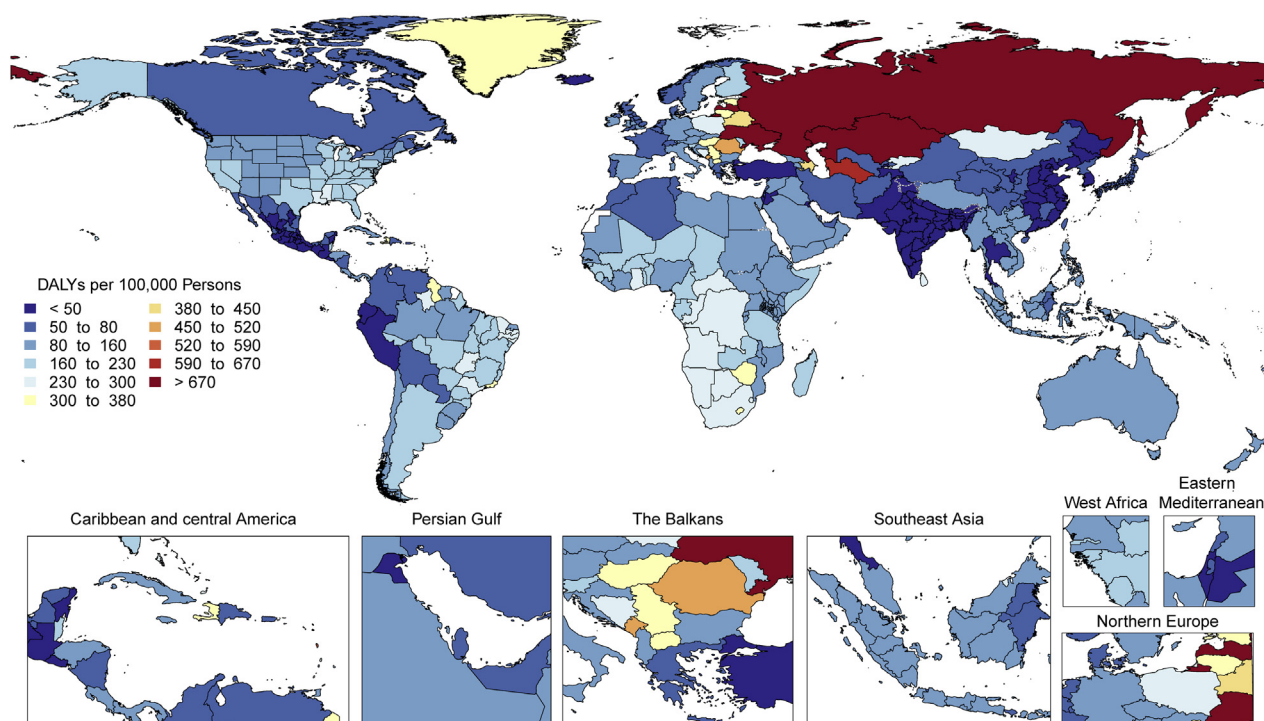 DALYs per 100,000 Persons
< 50
50 to 80
80 to 160
160 to 230
230 to 300
300 to 380
380 to 450
450 to 520
520 to 590
590 to 670
> 670
Caribbean and central America
Persian Gulf
The Balkans
Southeast Asia
West Africa
Eastern
Mediterranean
Northern Europe